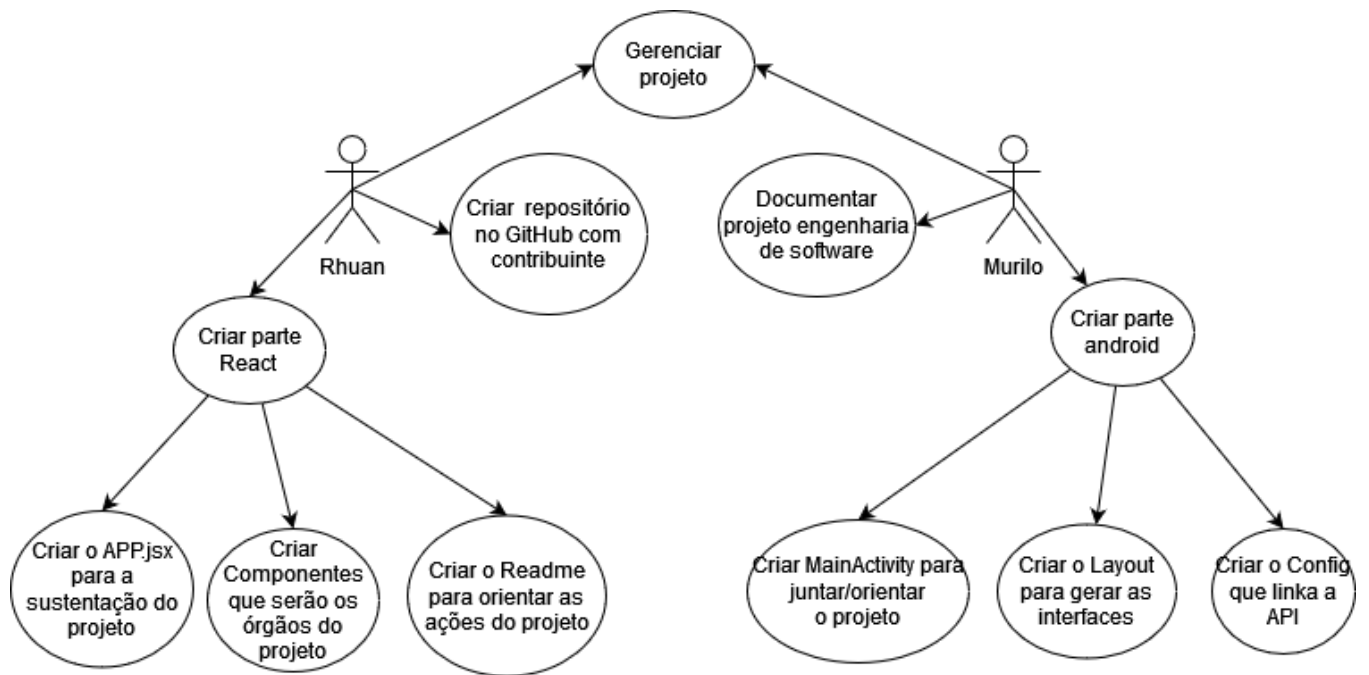 Gerenciar
projeto
Criar repositório
no GitHub com
contribuinte
Documentar
projeto engenharia
de software
Rhuan
Murilo
Criar parte
React
Criar parte
android
Criar o APP.jsx
para a
sustentação do
projeto
Criar
Componentes
que serão os
órgãos do
projeto
Criar o Readme
para orientar as
ações do projeto
Criar MainActivity para
juntar/orientar
o projeto
Criar o Layout
para gerar as
interfaces
Criar o Config
que linka a
API